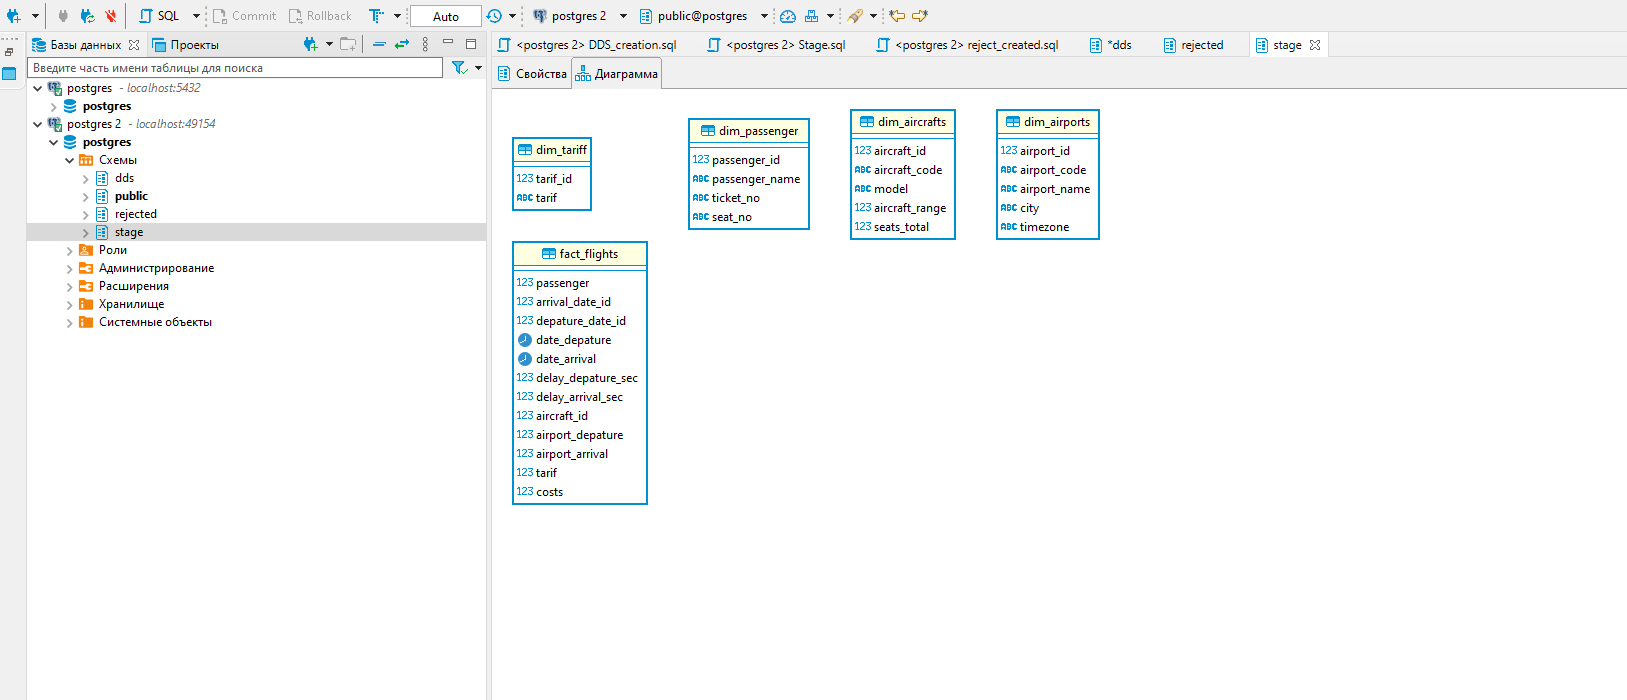 SQL Commit Rollback T Auto postgres 2 public@postgres
Базы данных Проекты
Введите часть имени таблицы для поиска
postgres - localhost:5432
postgres
postgres 2 - localhost:49154
postgres
Схемы
dds
public
rejected
stage
Роли
Администрирование
Расширения
Хранилище
Системные объекты
<postgres 2> DDS_creation.sql <postgres 2> Stage.sql <postgres 2> reject_created.sql *dds rejected stage
Свойства Диаграмма
dim_tariff
123 tarif_id
ABC tarif
dim_passenger
123 passenger_id
ABC passenger_name
ABC ticket_no
ABC seat_no
dim_aircrafts
123 aircraft_id
ABC aircraft_code
ABC model
123 aircraft_range
123 seats_total
dim_airports
123 airport_id
ABC airport_code
ABC airport_name
ABC city
ABC timezone
fact_flights
123 passenger
123 arrival_date_id
123 depature_date_id
date_depature
date_arrival
123 delay_depature_sec
123 delay_arrival_sec
123 aircraft_id
123 airport_depature
123 airport_arrival
123 tarif
123 costs